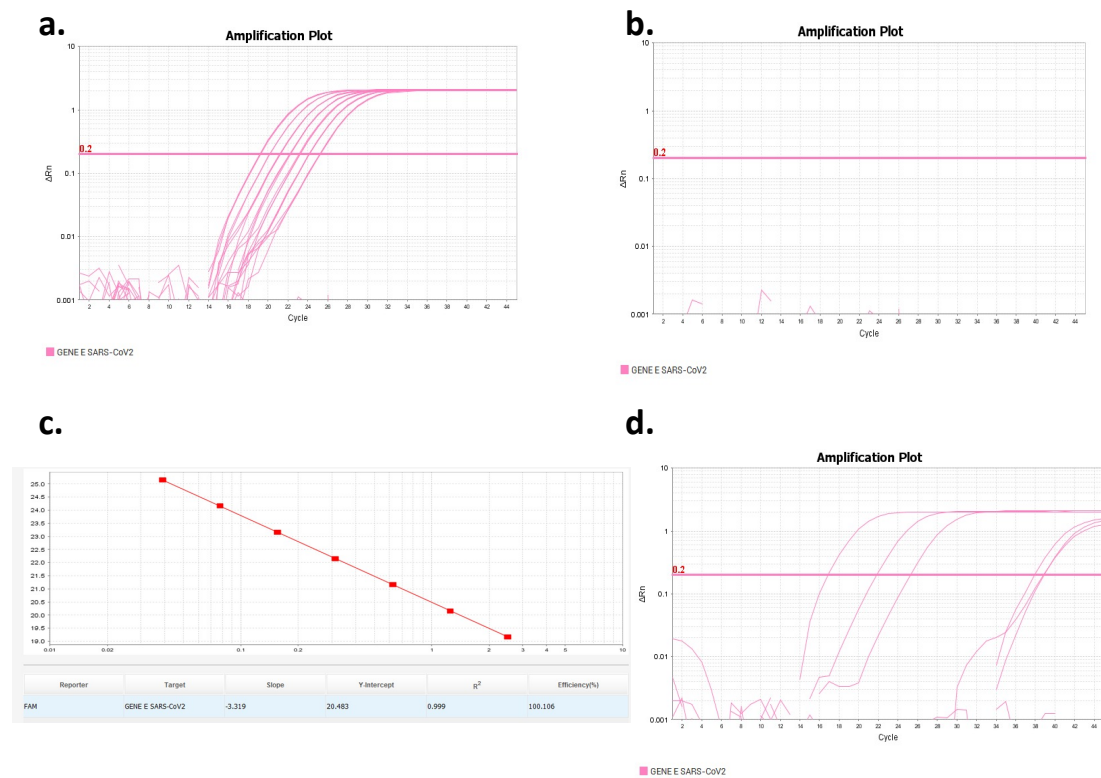 a.
Amplification Plot
10
1
0.2
0.1
0.01
0.001
ΔRn
2 4 6 8 10 12 14 16 18 20 22 24 26 28 30 32 34 36 38 40 42 44
Cycle
GENE E SARS-CoV2
b.
Amplification Plot
10
1
0.2
0.1
0.01
0.001
ΔRn
2 4 6 8 10 12 14 16 18 20 22 24 26 28 30 32 34 36 38 40 42 44
Cycle
GENE E SARS-CoV2
c.
25.0
24.5
24.0
23.5
23.0
22.5
22.0
21.5
21.0
20.5
20.0
19.5
19.0
0.01 0.02 0.1 0.2 1 2 3 4 5 10
Reporter Target Slope Y-Intercept R2 Efficiency(%)
FAM GENE E SARS-CoV2 -3.319 20.483 0.999 100.106
d.
Amplification Plot
10
1
0.2
0.1
0.01
0.001
ΔRn
2 4 6 8 10 12 14 16 18 20 22 24 26 28 30 32 34 36 38 40 42 44
Cycle
GENE E SARS-CoV2